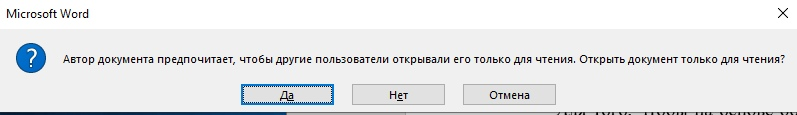 Microsoft Word
Автор документа предпочитает, чтобы другие пользователи открывали его только для чтения. Открыть документ только для чтения?
Да
Нет
Отмена